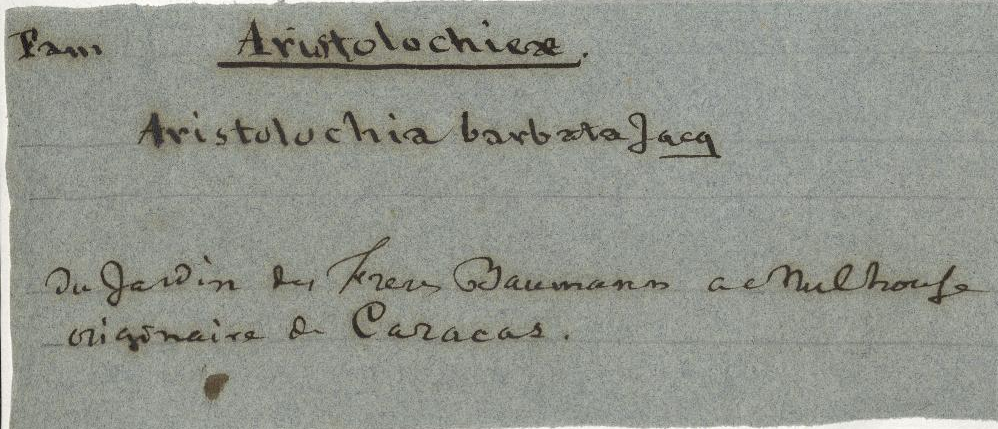 Fam Aristolochieæ.
Aristolochia barbata Jacq
du Jardin des Freres Baumann a Mulhouse
originaire de Caracas.